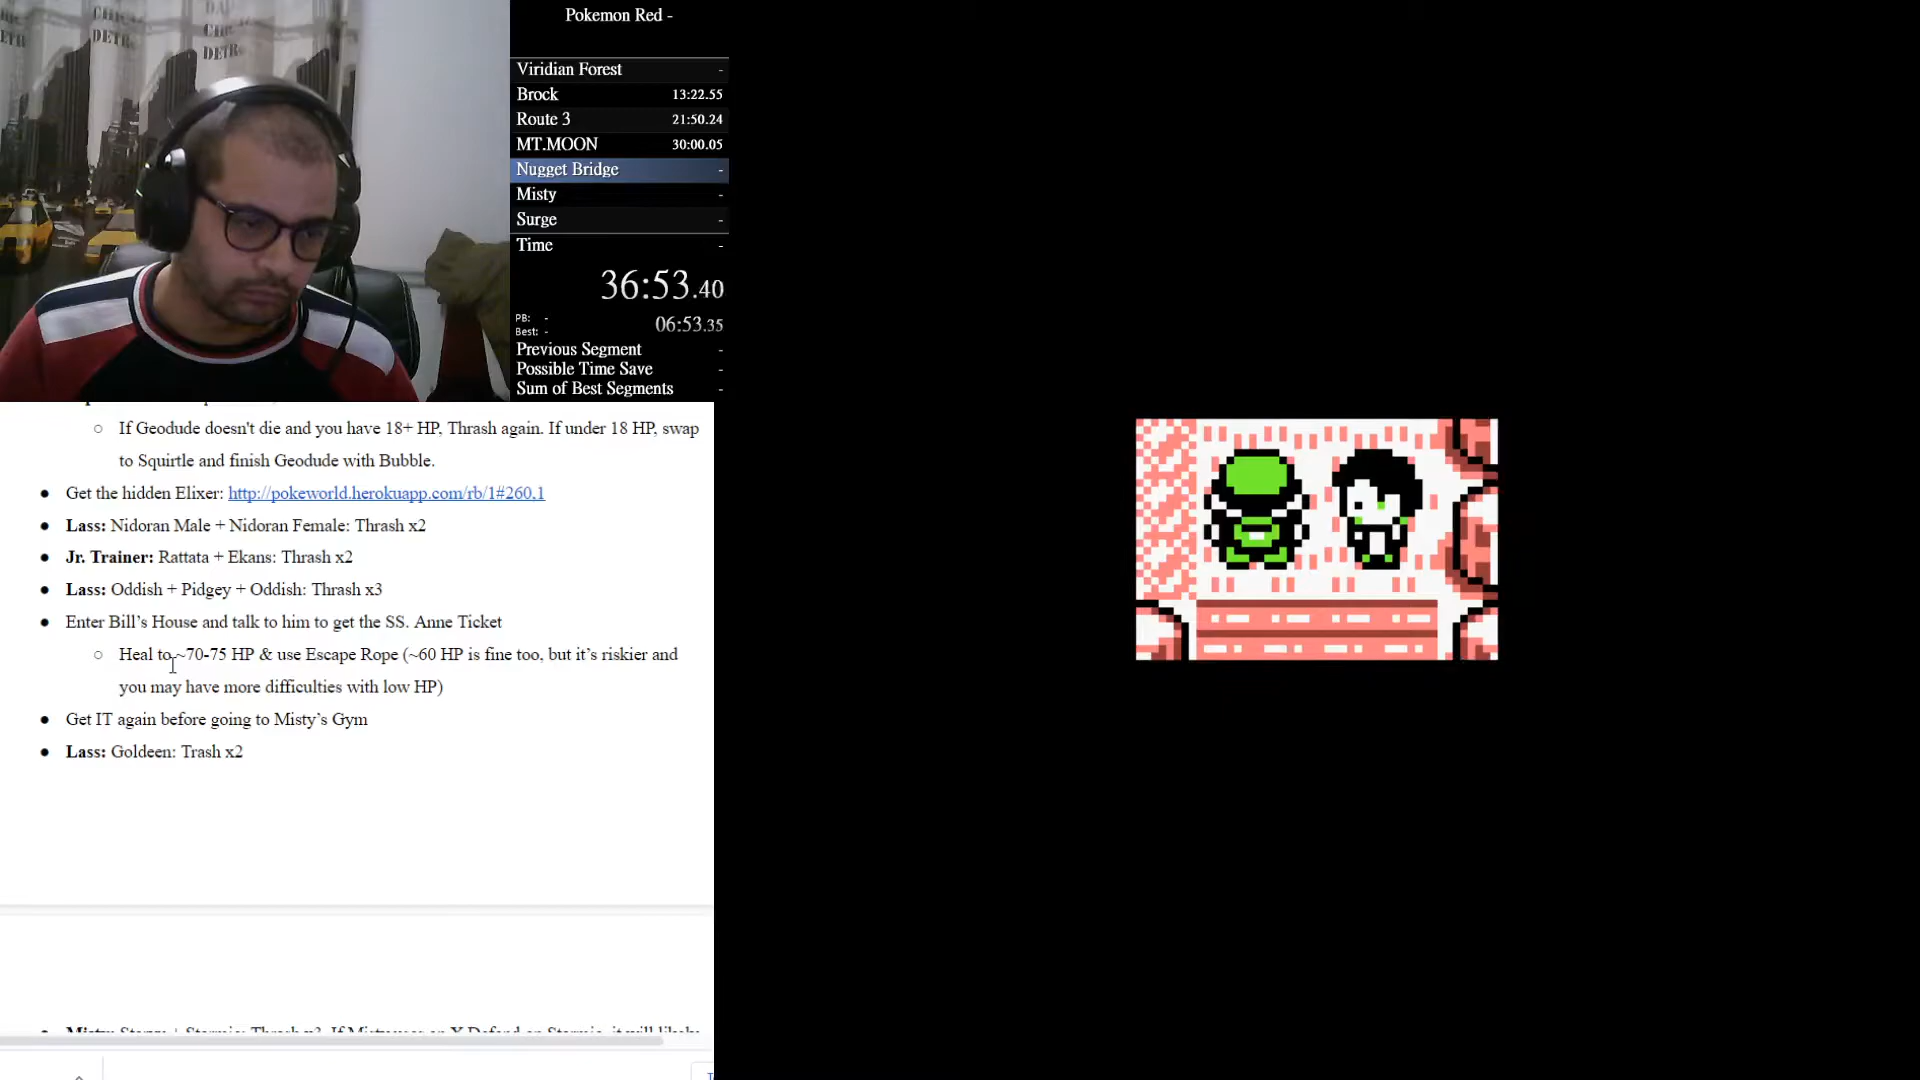 Pokemon Red -
Viridian Forest -
Brock 13:22.55
Route 3 21:50.24
MT.MOON 30:00.05
Nugget Bridge -
Misty -
Surge -
Time -
36:53.40
PB: -
Best: -
06:53.35
Previous Segment -
Possible Time Save -
Sum of Best Segments -
○ If Geodude doesn't die and you have 18+ HP, Thrash again. If under 18 HP, swap
to Squirtle and finish Geodude with Bubble.
● Get the hidden Elixer: http://pokeworld.herokuapp.com/rb/1#260,1
● Lass: Nidoran Male + Nidoran Female: Thrash x2
● Jr. Trainer: Rattata + Ekans: Thrash x2
● Lass: Oddish + Pidgey + Oddish: Thrash x3
● Enter Bill’s House and talk to him to get the SS. Anne Ticket
○ Heal to ~70-75 HP & use Escape Rope (~60 HP is fine too, but it’s riskier and
you may have more difficulties with low HP)
● Get IT again before going to Misty’s Gym
● Lass: Goldeen: Trash x2